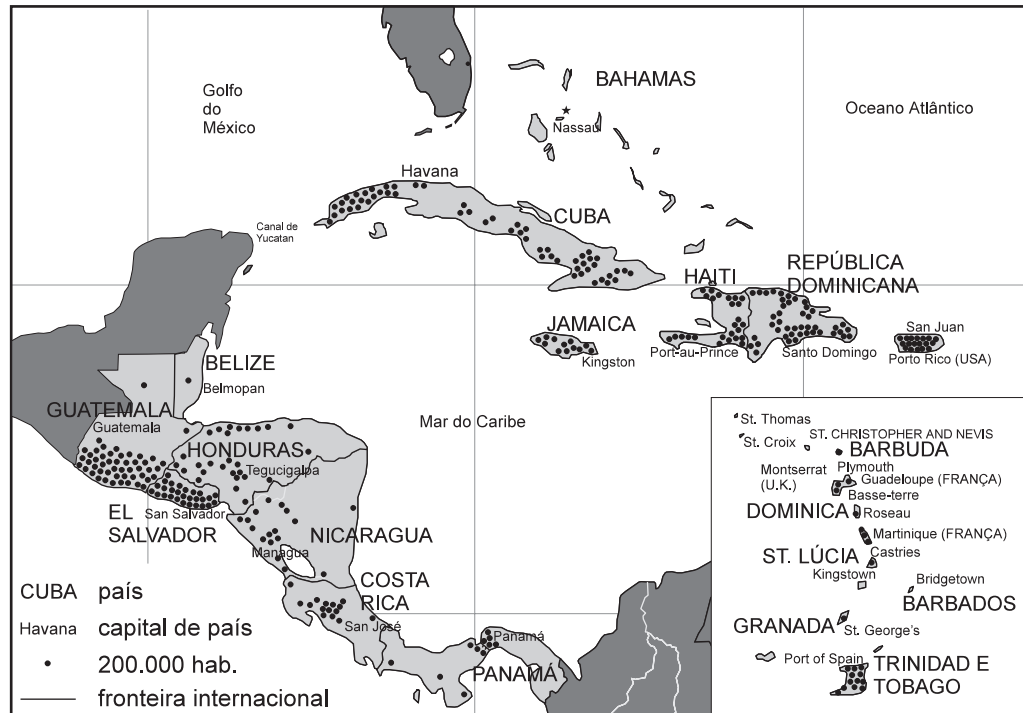 Golfo
do
México
BAHAMAS
Nassau
Oceano Atlântico
Havana
Canal de
Yucatan
CUBA
HAITI
REPÚBLICA
DOMINICANA
JAMAICA
Kingston
Port-au-Prince
Santo Domingo
San Juan
Porto Rico (USA)
BELIZE
Belmopan
GUATEMALA
Guatemala
Mar do Caribe
HONDURAS
Tegucigalpa
EL
SALVADOR
San Salvador
NICARAGUA
Managua
COSTA
RICA
San José
Panamá
PANAMÁ
CUBA país
Havana capital de país
200.000 hab.
fronteira internacional
St. Thomas
St. Croix
ST. CHRISTOPHER AND NEVIS
BARBUDA
Montserrat
(U.K.)
Plymouth
Guadeloupe (FRANÇA)
Basse-terre
DOMINICA
Roseau
Martinique (FRANÇA)
ST. LÚCIA
Castries
Kingstown
Bridgetown
BARBADOS
GRANADA
St. George's
Port of Spain
TRINIDAD E
TOBAGO